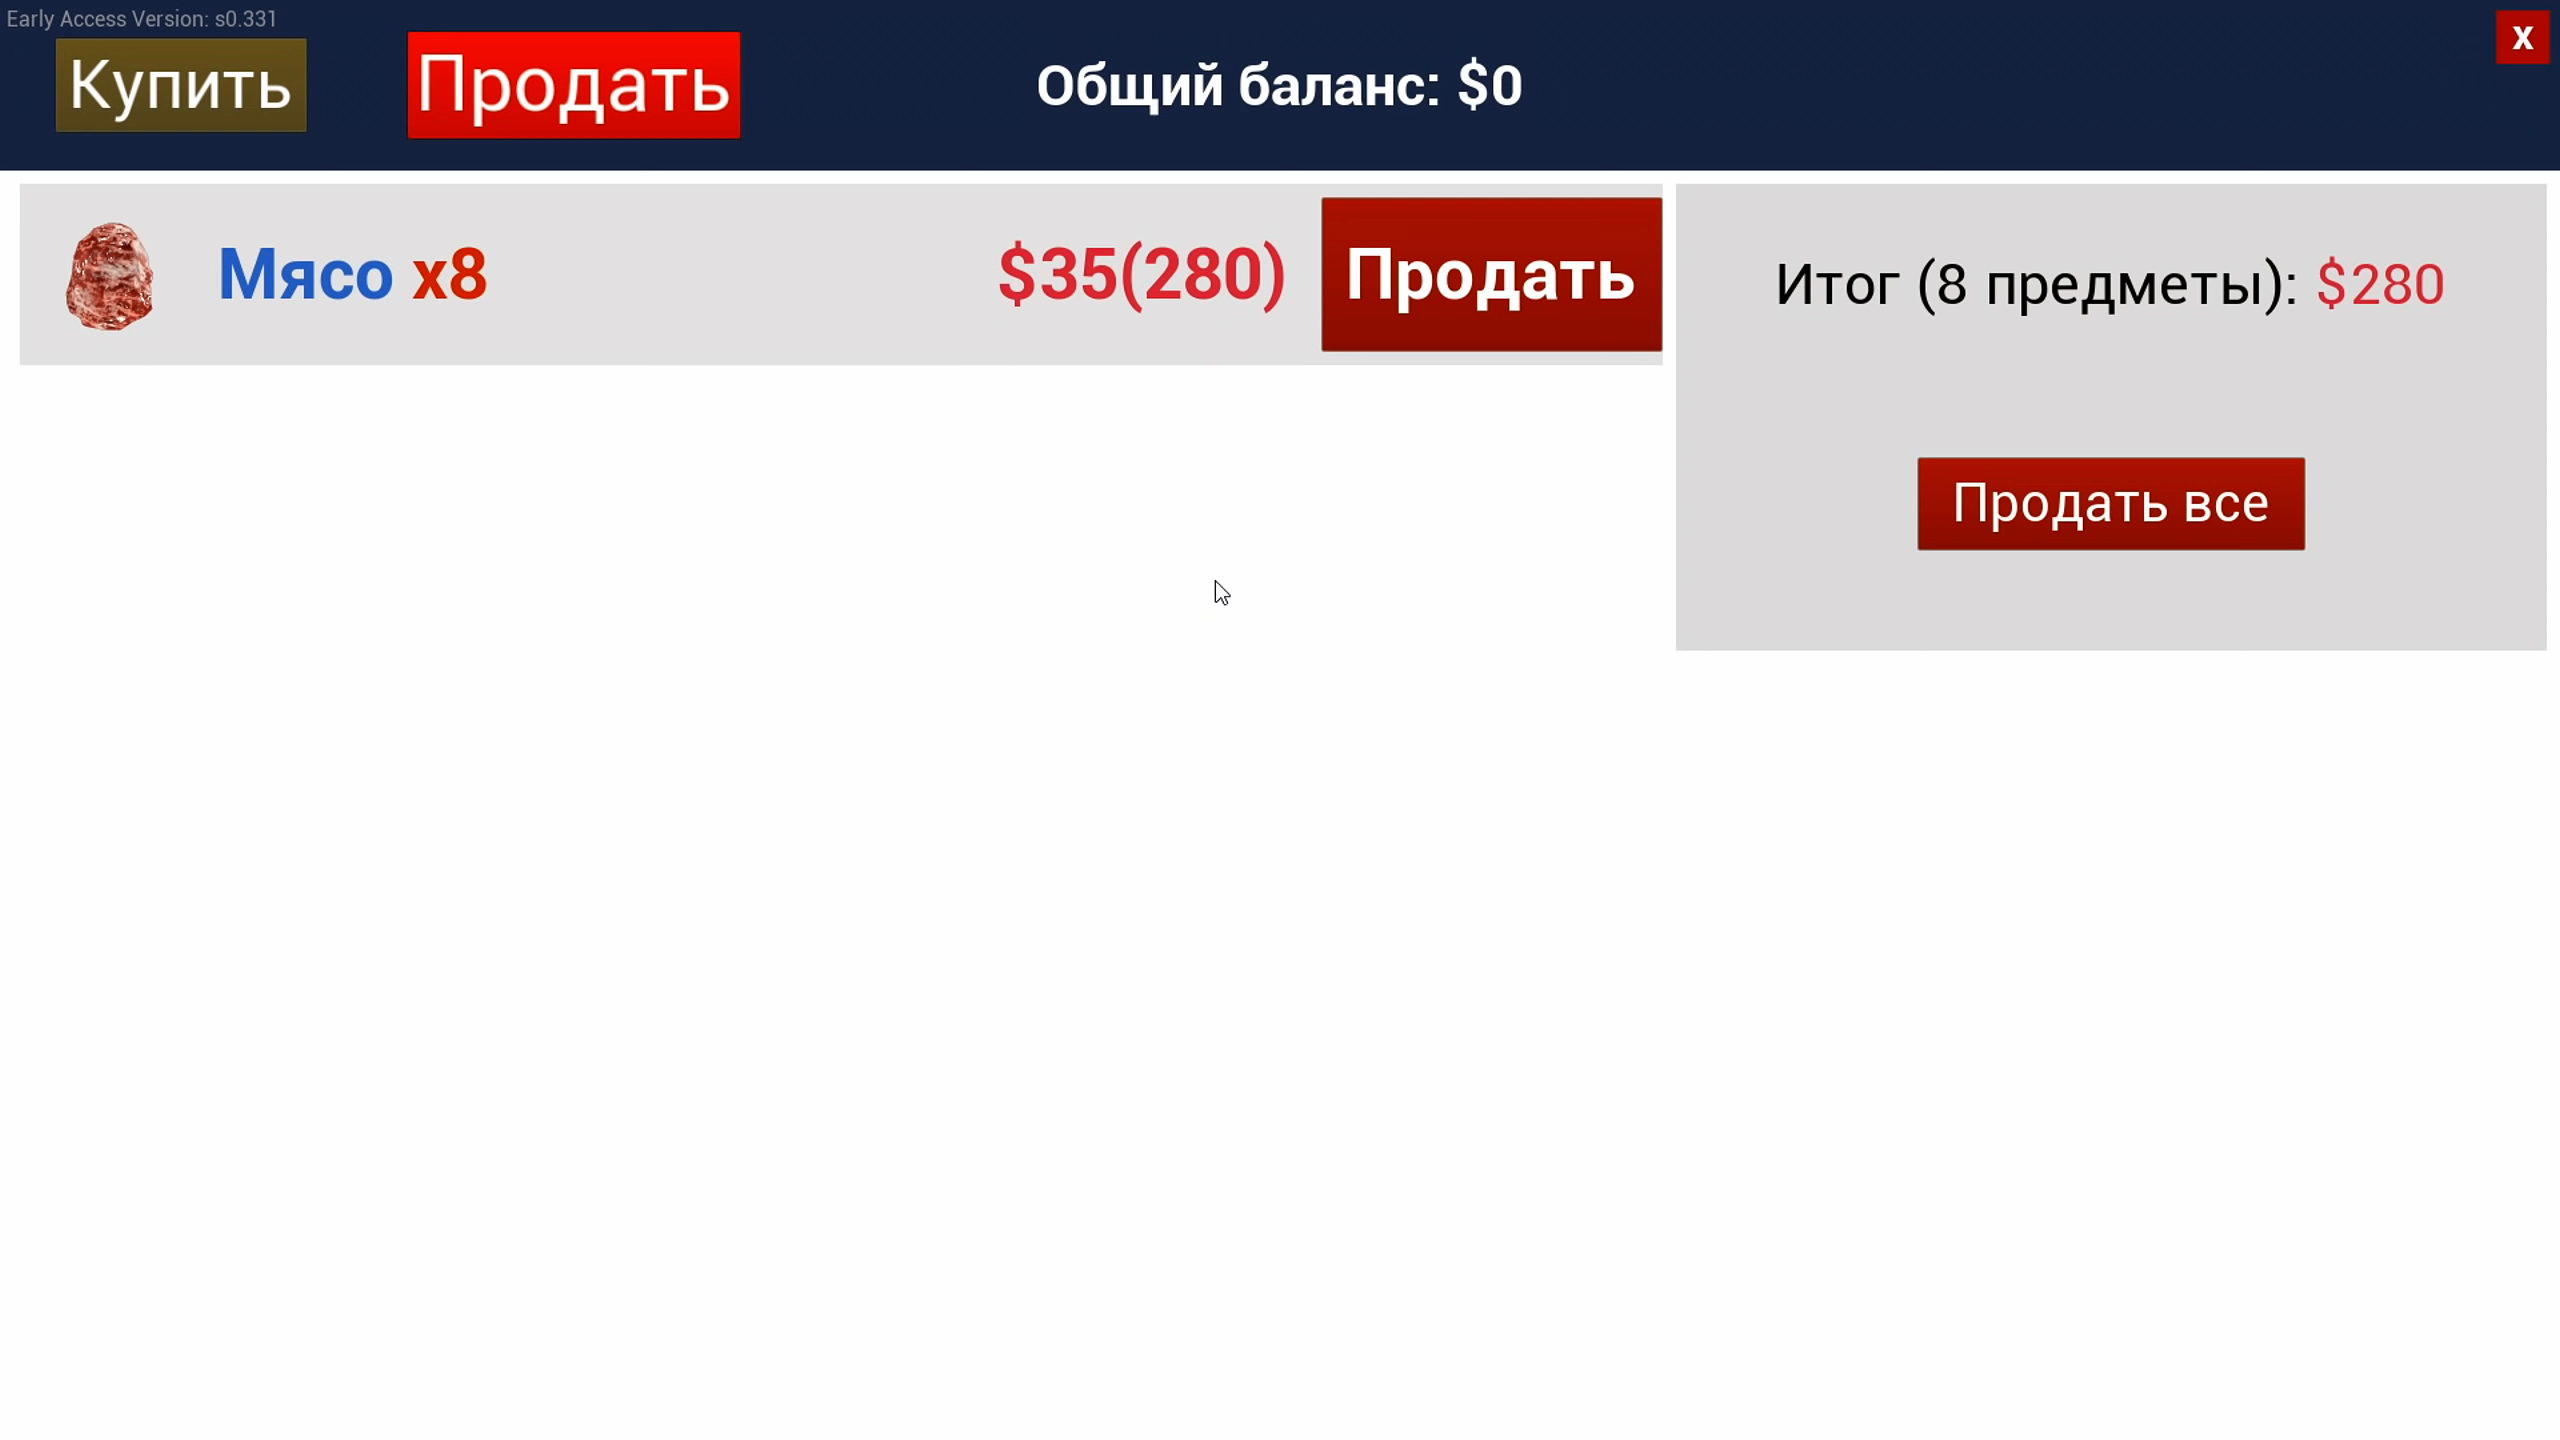 Early Access Version: s0.331
Купить
Продать
Общий баланс: $0
x
Мясо x8
$35(280)
Продать
Итог (8 предметы): $280
Продать все